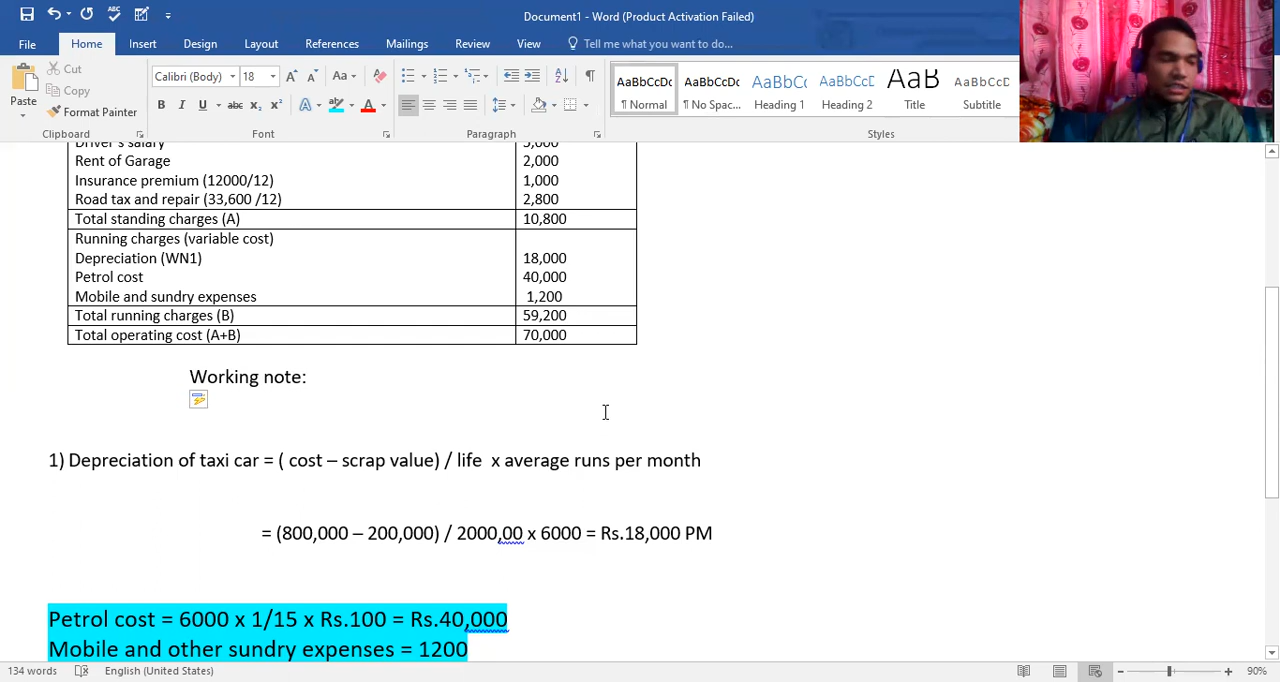 Document1 - Word (Product Activation Failed)
File Home Insert Design Layout References Mailings Review View Tell me what you want to do...
Cut
Copy
Format Painter
Paste
Clipboard
Calibri (Body) 18
Font
Paragraph
AaBbCcDc AaBbCcDc AaBbCc AaBbCcE AaB AaBbCcD
¶ Normal ¶ No Spac... Heading 1 Heading 2 Title Subtitle
Styles
Driver's salary 5,000
Rent of Garage 2,000
Insurance premium (12000/12) 1,000
Road tax and repair (33,600 /12) 2,800
Total standing charges (A) 10,800
Running charges (variable cost)
Depreciation (WN1) 18,000
Petrol cost 40,000
Mobile and sundry expenses 1,200
Total running charges (B) 59,200
Total operating cost (A+B) 70,000
Working note:
1) Depreciation of taxi car = ( cost – scrap value) / life x average runs per month
= (800,000 – 200,000) / 2000,00 x 6000 = Rs.18,000 PM
Petrol cost = 6000 x 1/15 x Rs.100 = Rs.40,000
Mobile and other sundry expenses = 1200
134 words English (United States) 90%